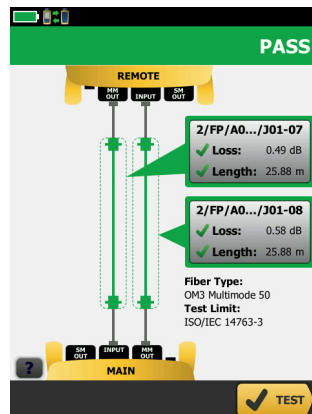 PASS
REMOTE
MM OUT
INPUT
SM OUT
2/FP/A0.../J01-07
Loss: 0.49 dB
Length: 25.88 m
2/FP/A0.../J01-08
Loss: 0.58 dB
Length: 25.88 m
Fiber Type:
OM3 Multimode 50
Test Limit:
ISO/IEC 14763-3
SM OUT
INPUT
MM OUT
?
MAIN
TEST